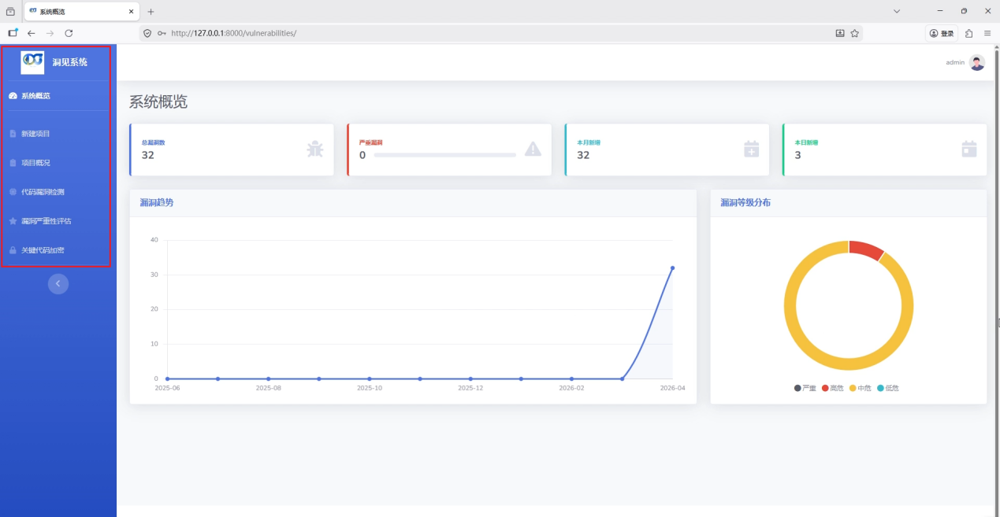 系统概览
http://127.0.0.1:8000/vulnerabilities/
登录
洞见系统
系统概览
新建项目
项目概况
代码漏洞检测
漏洞严重性评估
关键代码加密
admin
系统概览
总漏洞数
32
严重漏洞
0
本月新增
32
本日新增
3
漏洞趋势
40
30
20
10
0
2025-06 2025-08 2025-10 2025-12 2026-02 2026-04
漏洞等级分布
严重 高危 中危 低危